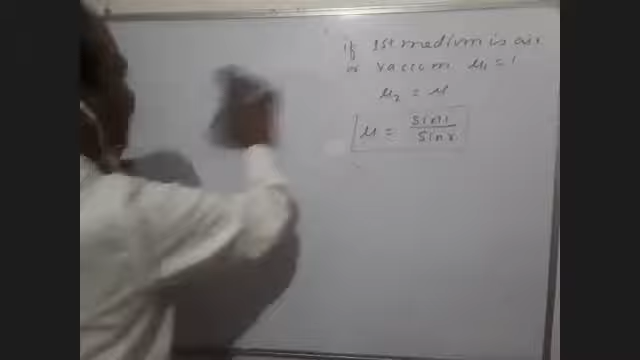 if 1st medium is air
or vaccum μ₁ = 1
μ₂ = μ
μ = sin i / sin r